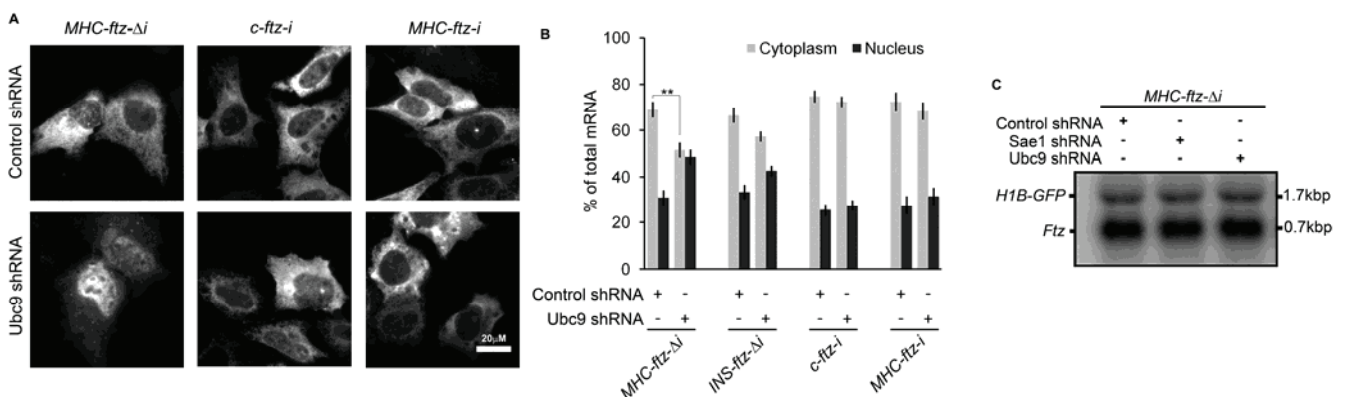 A
MHC-ftz-Δi
c-ftz-i
MHC-ftz-i
Control shRNA
Ubc9 shRNA
20μM
B
Cytoplasm Nucleus
% of total mRNA
100
80
60
40
20
0
**
Control shRNA + - + - + - + -
Ubc9 shRNA - + - + - + - +
MHC-ftz-Δi
INS-ftz-Δi
c-ftz-i
MHC-ftz-i
C
MHC-ftz-Δi
Control shRNA + - -
Sae1 shRNA - + -
Ubc9 shRNA - - +
H1B-GFP 1.7kbp
Ftz 0.7kbp